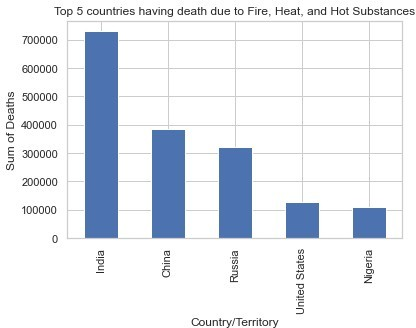 Top 5 countries having death due to Fire, Heat, and Hot Substances
Sum of Deaths
700000
600000
500000
400000
300000
200000
100000
0
India
China
Russia
United States
Nigeria
Country/Territory